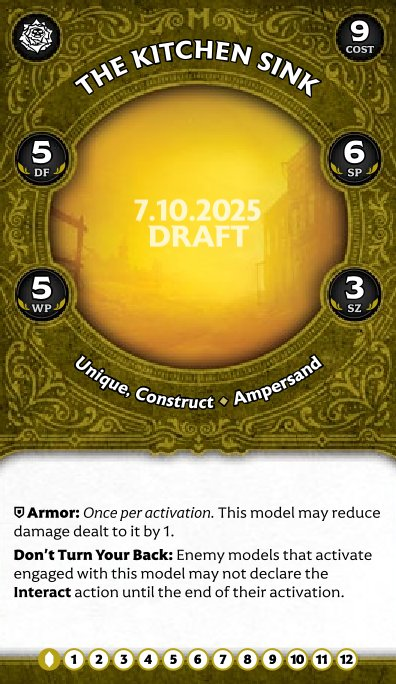 THE KITCHEN SINK
9
COST
5
DF
6
SP
7.10.2025
DRAFT
5
WP
3
SZ
Unique, Construct ⬥ Ampersand
Armor: Once per activation. This model may reduce
damage dealt to it by 1.
Don't Turn Your Back: Enemy models that activate
engaged with this model may not declare the
Interact action until the end of their activation.
1 2 3 4 5 6 7 8 9 10 11 12